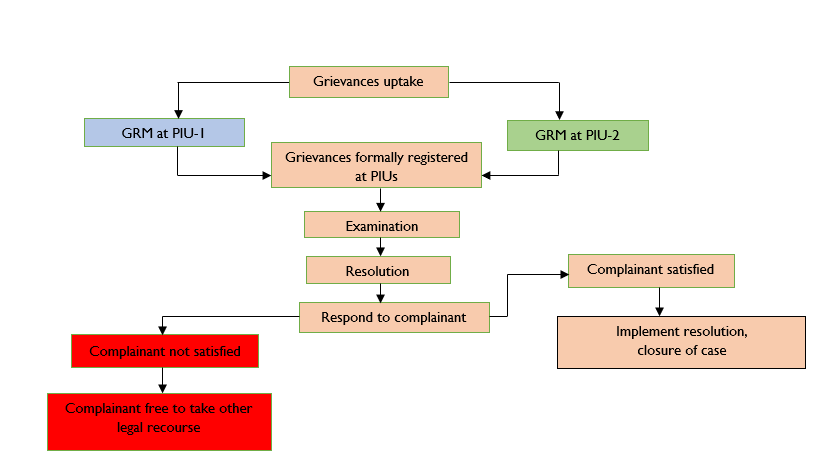 Grievances uptake
GRM at PIU-1
GRM at PIU-2
Grievances formally registered
at PIUs
Examination
Resolution
Complainant satisfied
Respond to complainant
Implement resolution,
closure of case
Complainant not satisfied
Complainant free to take other
legal recourse